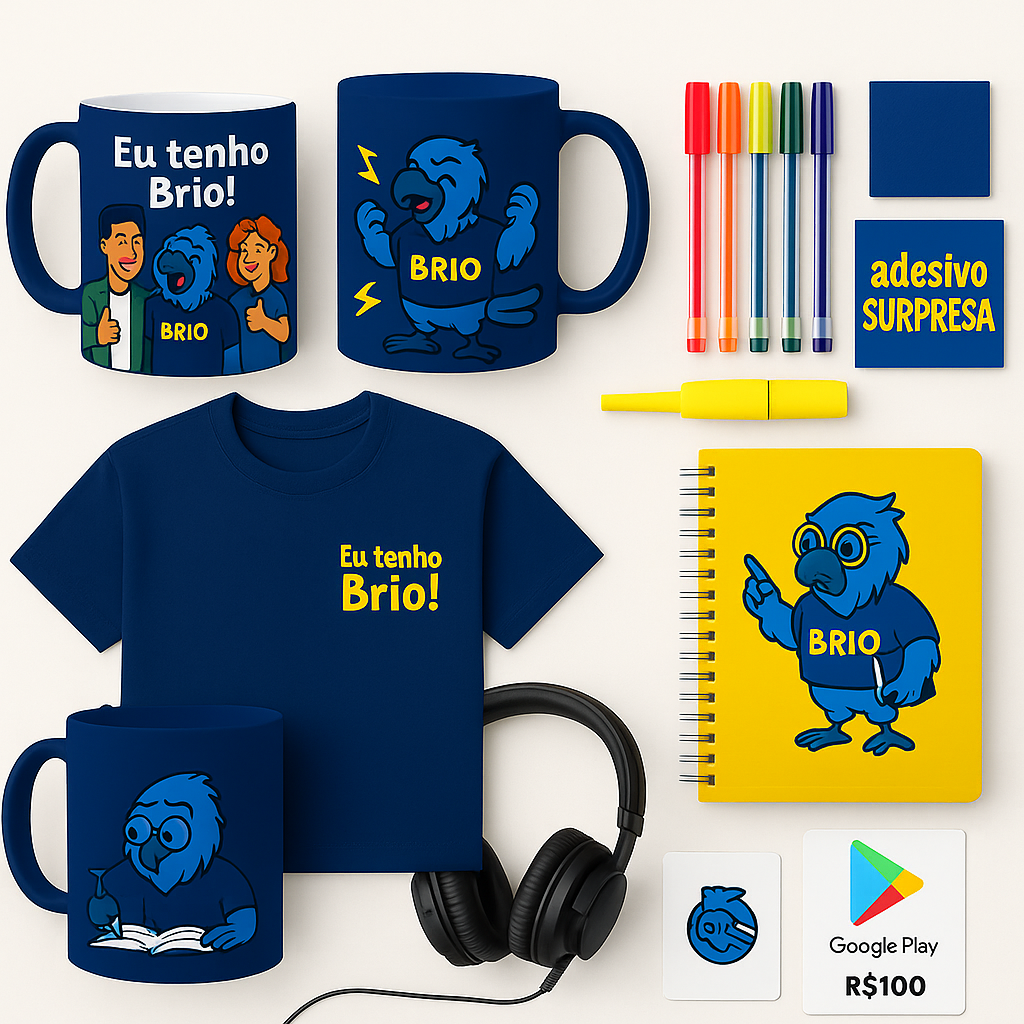 Eu tenho
Brio!
BRIO
BRIO
adesivo
SURPRESA
Eu tenho
Brio!
BRIO
Google Play
R$100